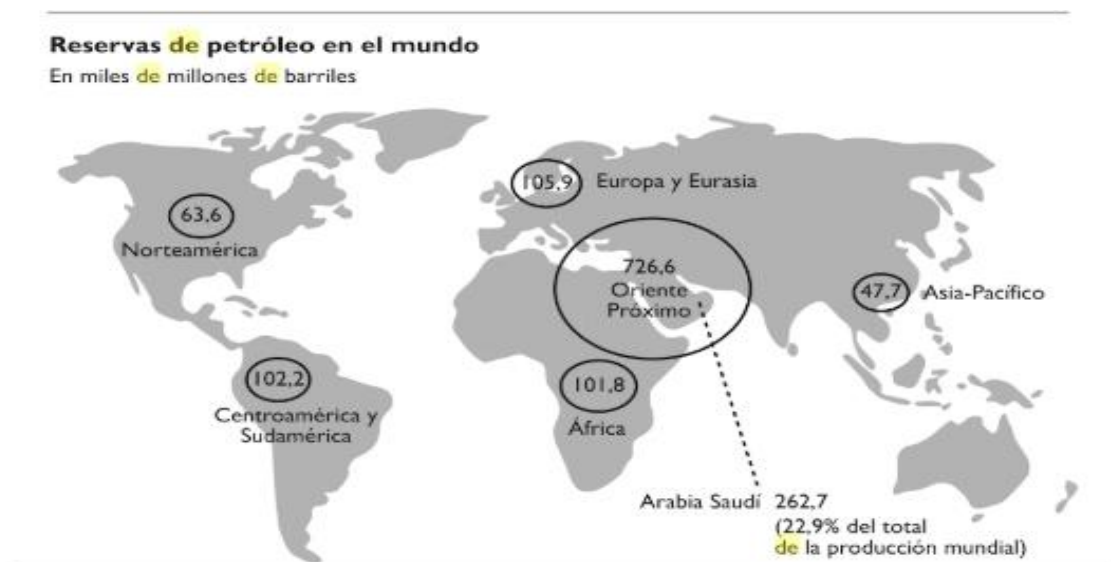 Reservas de petróleo en el mundo
En miles de millones de barriles
105,9 Europa y Eurasia
63,6
Norteamérica
726,6
Oriente
Próximo
47,7 Asia-Pacífico
102,2
Centroamérica y
Sudamérica
101,8
África
Arabia Saudí 262,7
(22,9% del total
de la producción mundial)